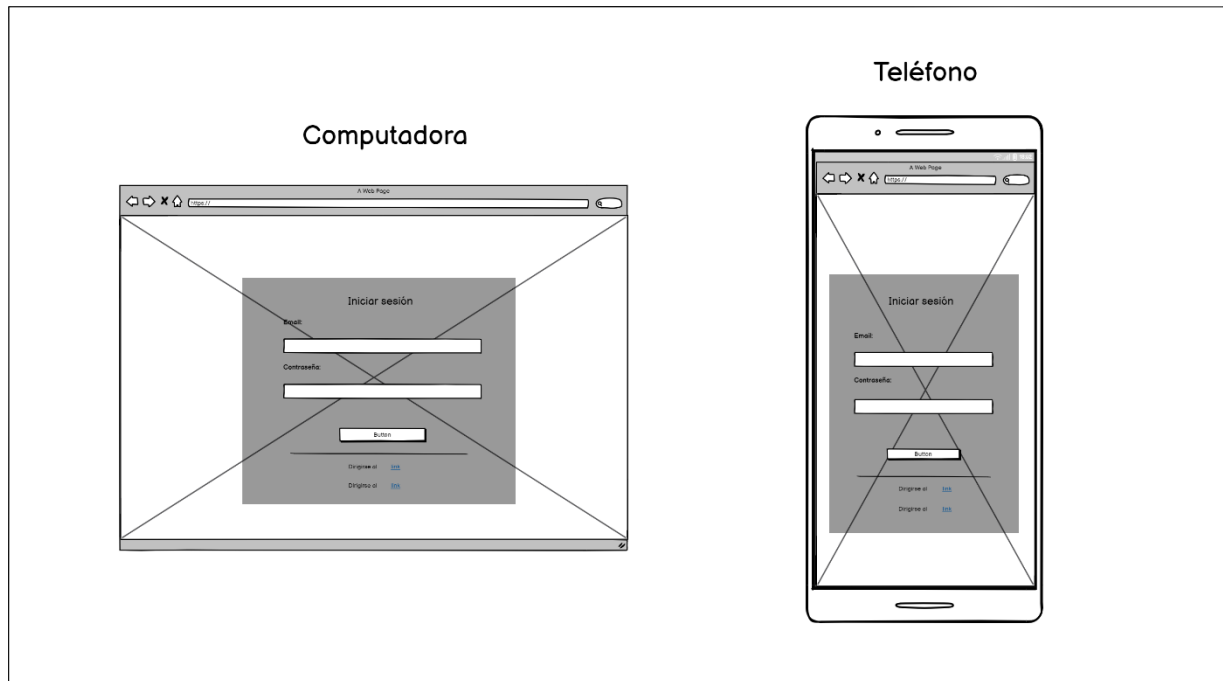 Computadora
A Web Page
https://
Iniciar sesión
Email:
Contraseña:
Button
Dirigirse al link
Dirigirse al link
Teléfono
A Web Page
https://
Iniciar sesión
Email:
Contraseña:
Button
Dirigirse al link
Dirigirse al link